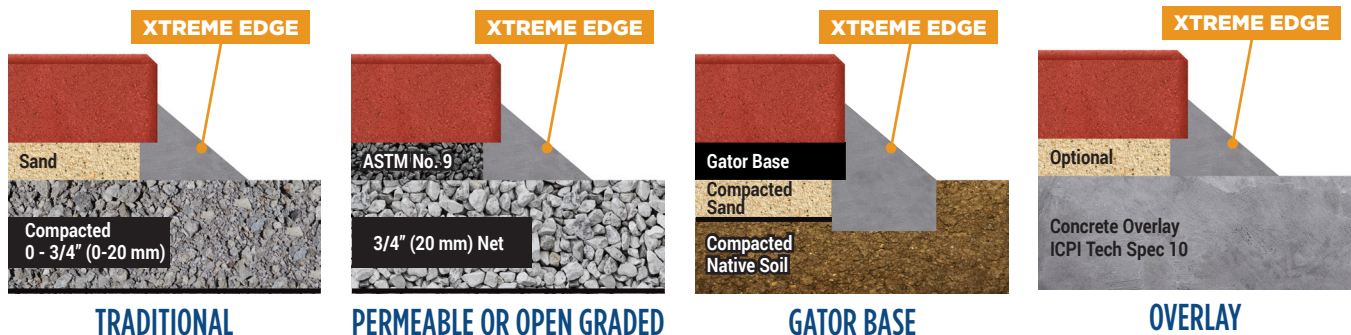 XTREME EDGE
Sand
Compacted
0 - 3/4” (0-20 mm)
TRADITIONAL
XTREME EDGE
ASTM No. 9
3/4” (20 mm) Net
PERMEABLE OR OPEN GRADED
XTREME EDGE
Gator Base
Compacted
Sand
Compacted
Native Soil
GATOR BASE
XTREME EDGE
Optional
Concrete Overlay
ICPI Tech Spec 10
OVERLAY